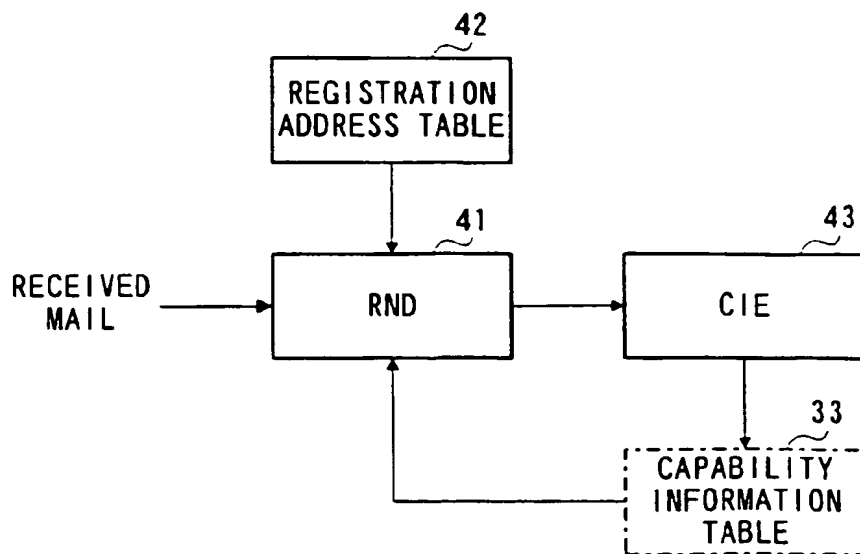 42
REGISTRATION
ADDRESS TABLE
41
43
RECEIVED
MAIL
RND
CIE
33
CAPABILITY
INFORMATION
TABLE